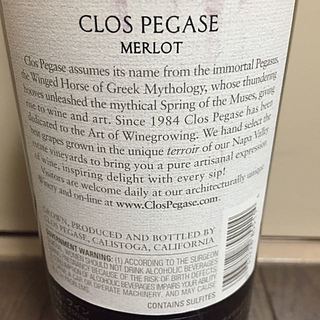 CLOS PEGASE
MERLOT
Clos Pegase assumes its name from the immortal Pegasus,
the Winged Horse of Greek Mythology, whose thundering
hooves unleashed the mythical Spring of the Muses, giving
rise to wine and art. Since 1984 Clos Pegase has been
dedicated to the Art of Winegrowing. We hand select the
best grapes grown in the unique terroir of our Napa Valley
estate vineyards to bring you a pure artisanal expression
of wine, inspiring delight with every sip!
Visitors are welcome daily at our architecturally unique
winery and on-line at www.ClosPegase.com.
GROWN, PRODUCED AND BOTTLED BY
CLOS PEGASE, CALISTOGA, CALIFORNIA
GOVERNMENT WARNING: (1) ACCORDING TO THE SURGEON
WOMEN SHOULD NOT DRINK ALCOHOLIC BEVERAGES
BECAUSE OF THE RISK OF BIRTH DEFECTS.
OF ALCOHOLIC BEVERAGES IMPAIRS YOUR ABILITY
OR OPERATE MACHINERY, AND MAY CAUSE
CONTAINS SULFITES